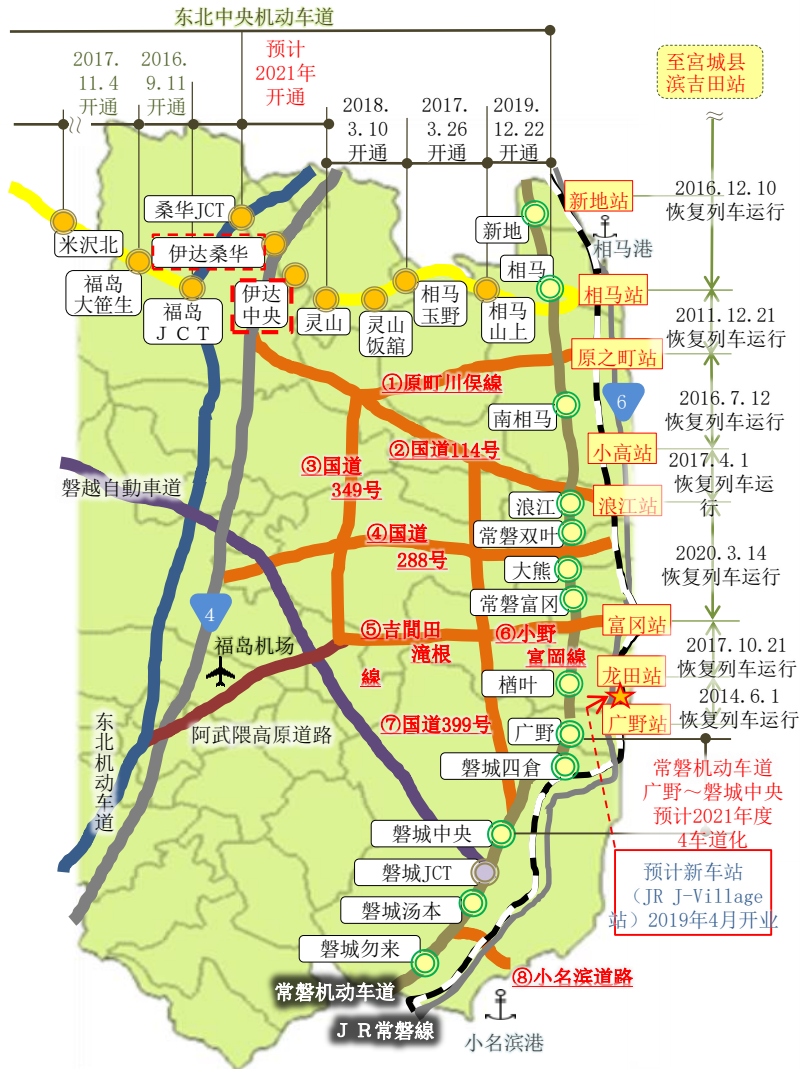 东北中央机动车道
2017.
11.4
开通
2016.
9.11
开通
预计
2021年
开通
2018.
3.10
开通
2017.
3.26
开通
2019.
12.22
开通
至宫城县
滨吉田站
新地站
2016.12.10
恢复列车运行
桑华JCT
新地
相马港
米沢北
伊达桑华
相马
福岛
大笹生
福岛
ＪＣＴ
伊达
中央
灵山
灵山
饭舘
相马
玉野
相马
山上
相马站
2011.12.21
恢复列车运行
原之町站
①原町川俣線
6
南相马
2016.7.12
恢复列车运行
②国道114号
小高站
③国道
349号
2017.4.1
恢复列车运
行
磐越自動車道
浪江
浪江站
④国道
288号
常磐双叶
大熊
2020.3.14
恢复列车运行
常磐富冈
4
富冈站
⑤吉間田
滝根
線
⑥小野
富岡線
福岛机场
2017.10.21
恢复列车运行
龙田站
楢叶
2014.6.1
恢复列车运行
广野站
⑦国道399号
东北机动车道
阿武隈高原道路
广野
磐城四倉
常磐机动车道
广野～磐城中央
预计2021年度
4车道化
磐城中央
磐城JCT
预计新车站
（JR J-Village
站）2019年4月开业
磐城汤本
磐城勿来
⑧小名滨道路
常磐机动车道
ＪＲ常磐線
小名滨港